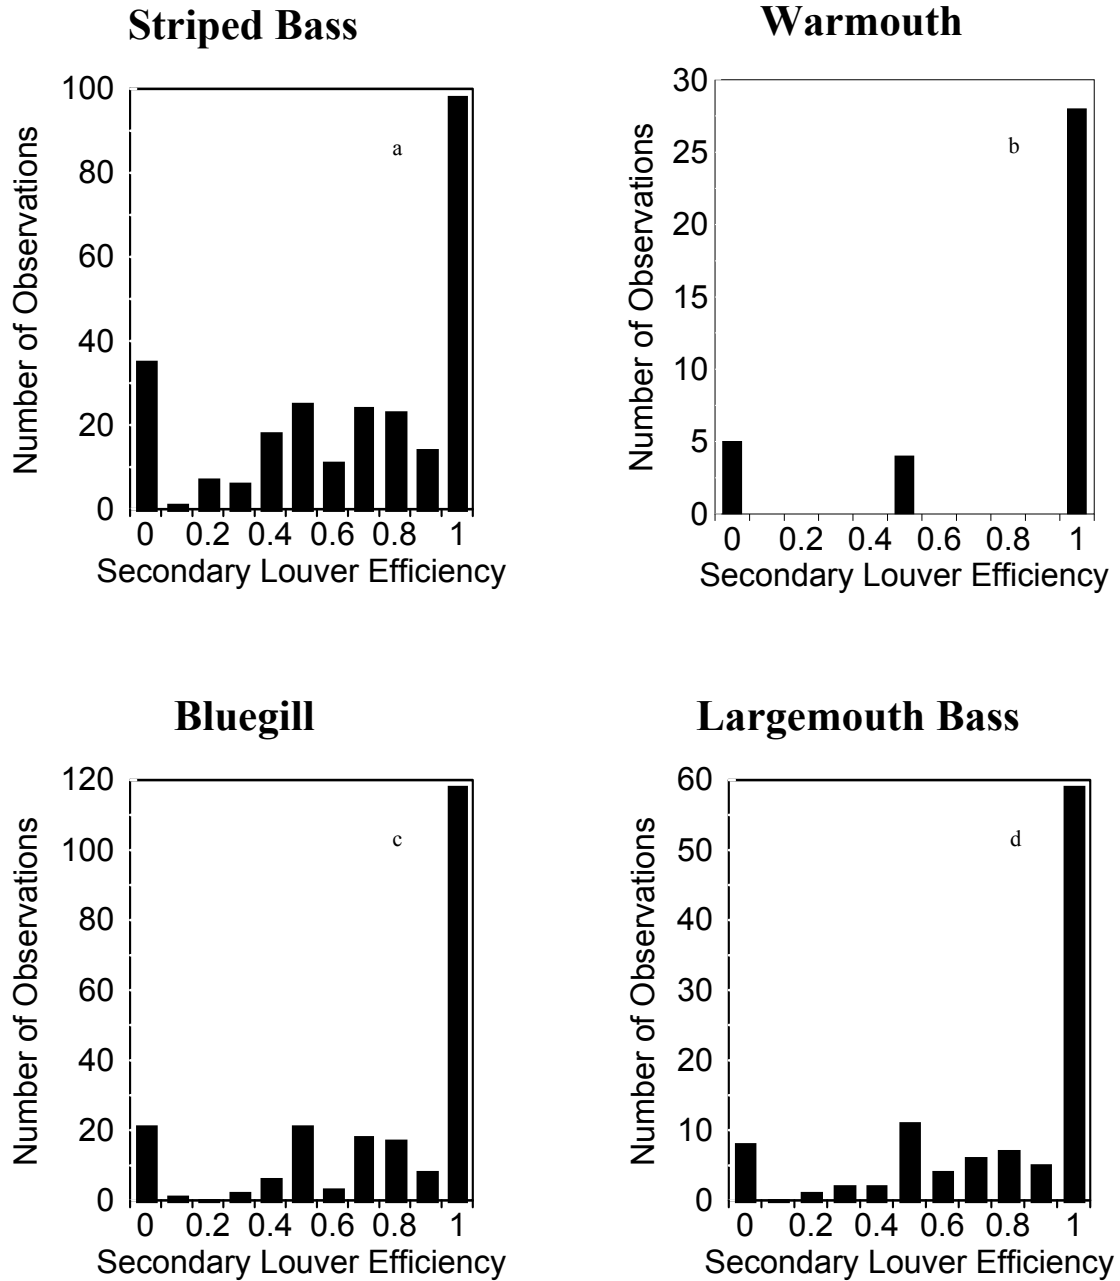 Striped Bass
Number of Observations
100
80
60
40
20
0
a
0 0.2 0.4 0.6 0.8 1
Secondary Louver Efficiency
Warmouth
Number of Observations
30
25
20
15
10
5
0
b
0 0.2 0.4 0.6 0.8 1
Secondary Louver Efficiency
Bluegill
Number of Observations
120
100
80
60
40
20
0
c
0 0.2 0.4 0.6 0.8 1
Secondary Louver Efficiency
Largemouth Bass
Number of Observations
60
50
40
30
20
10
0
d
0 0.2 0.4 0.6 0.8 1
Secondary Louver Efficiency